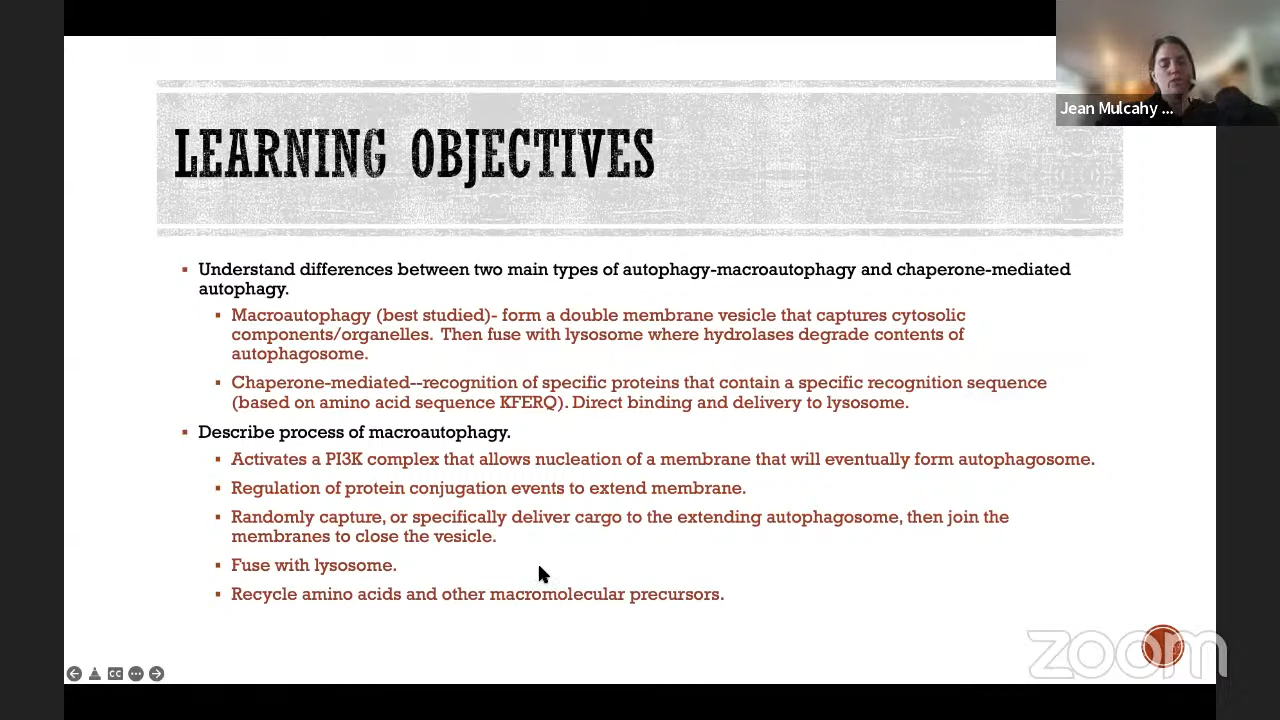 Jean Mulcahy ...
LEARNING OBJECTIVES
▪ Understand differences between two main types of autophagy-macroautophagy and chaperone-mediated
autophagy.
▪ Macroautophagy (best studied)- form a double membrane vesicle that captures cytosolic
components/organelles. Then fuse with lysosome where hydrolases degrade contents of
autophagosome.
▪ Chaperone-mediated--recognition of specific proteins that contain a specific recognition sequence
(based on amino acid sequence KFERQ). Direct binding and delivery to lysosome.
▪ Describe process of macroautophagy.
▪ Activates a PI3K complex that allows nucleation of a membrane that will eventually form autophagosome.
▪ Regulation of protein conjugation events to extend membrane.
▪ Randomly capture, or specifically deliver cargo to the extending autophagosome, then join the
membranes to close the vesicle.
▪ Fuse with lysosome.
▪ Recycle amino acids and other macromolecular precursors.
CC
zoom